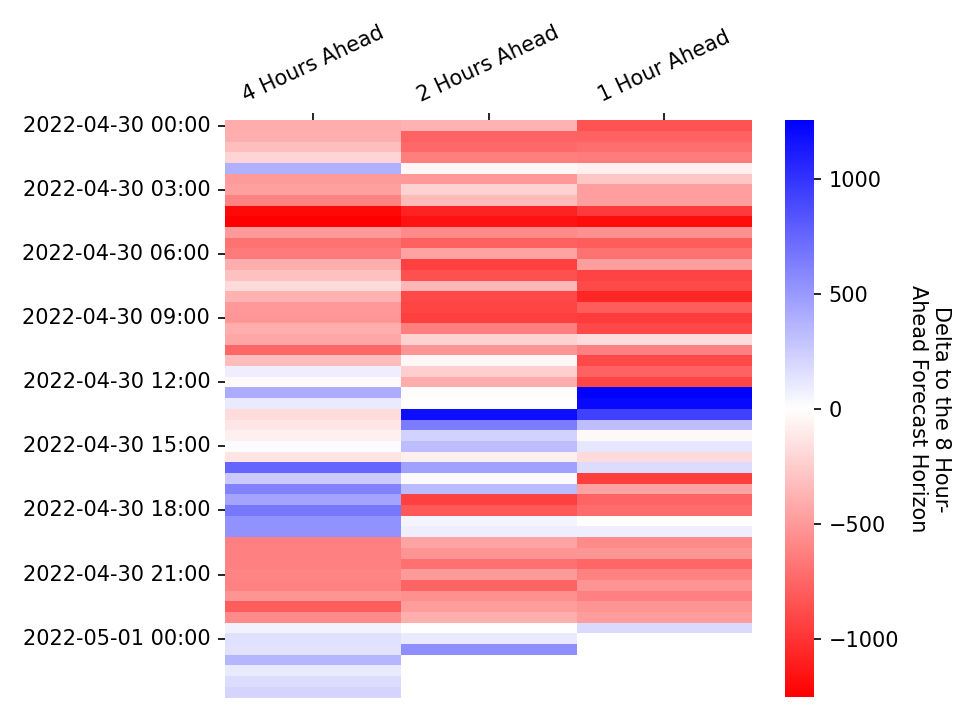 4 Hours Ahead
2 Hours Ahead
1 Hour Ahead
2022-04-30 00:00
2022-04-30 03:00
2022-04-30 06:00
2022-04-30 09:00
2022-04-30 12:00
2022-04-30 15:00
2022-04-30 18:00
2022-04-30 21:00
2022-05-01 00:00
1000
500
0
−500
−1000
Delta to the 8 Hour-
Ahead Forecast Horizon